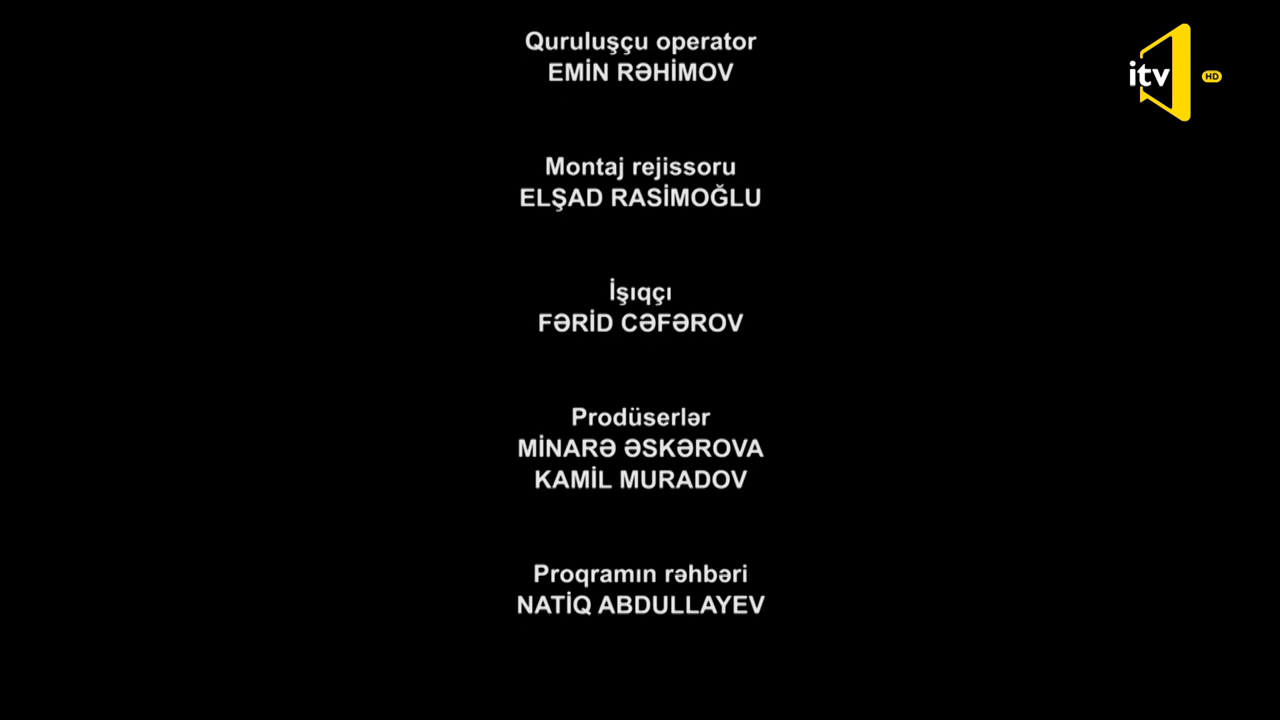 Quruluşçu operator
EMİN RƏHİMOV
itv
HD
Montaj rejissoru
ELŞAD RASİMOĞLU
İşıqçı
FƏRİD CƏFƏROV
Prodüserlər
MİNARƏ ƏSKƏROVA
KAMİL MURADOV
Proqramın rəhbəri
NATİQ ABDULLAYEV